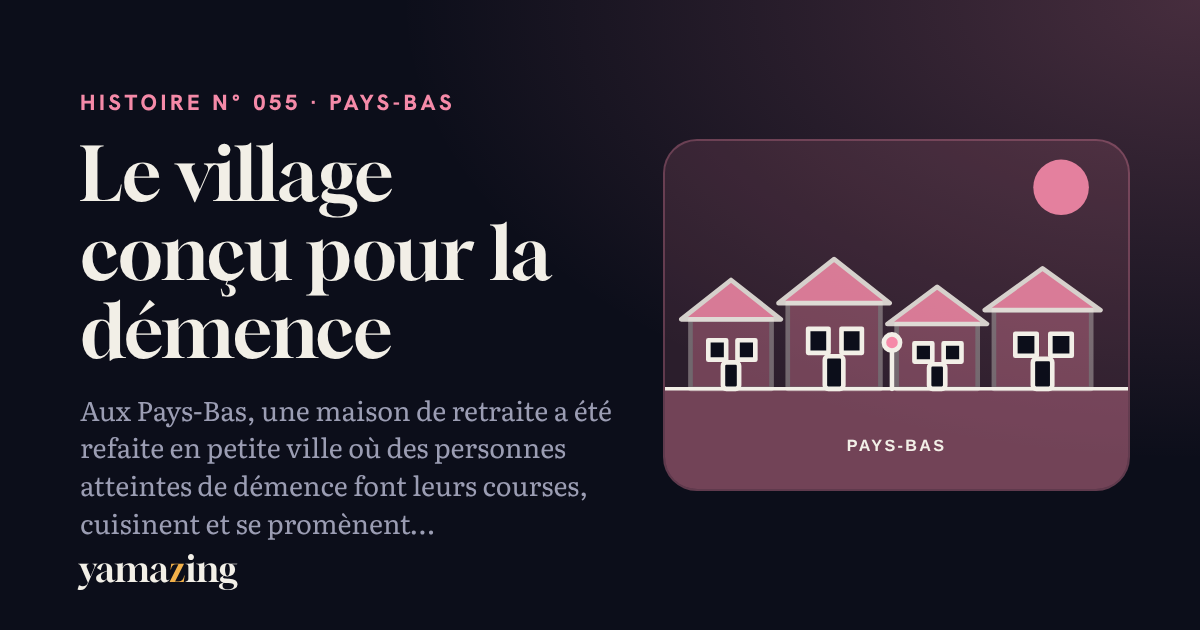 HISTOIRE N° 055 · PAYS-BAS
Le village
conçu pour la
démence
Aux Pays-Bas, une maison de retraite a été
refaite en petite ville où des personnes
atteintes de démence font leurs courses,
cuisinent et se promènent…
yamazing
PAYS-BAS